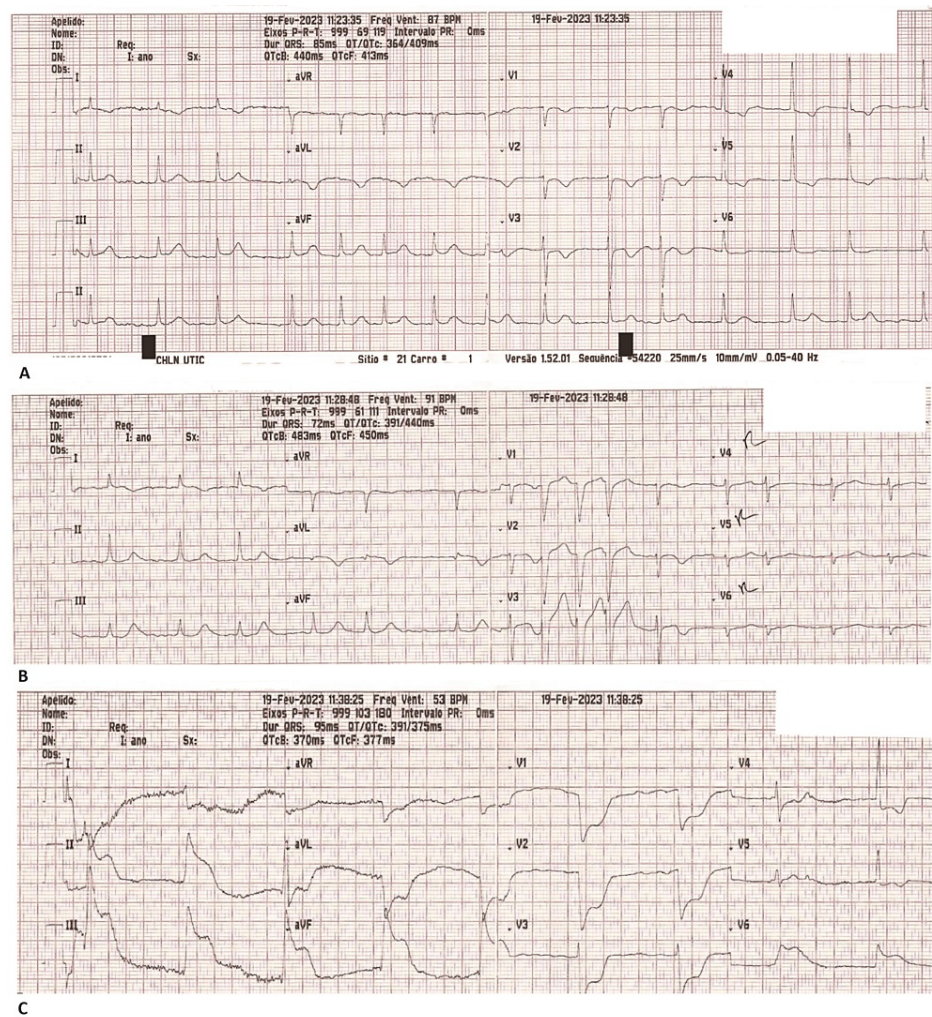 Apelido:
Nome:
ID: Req:
DN: I: ano Sx:
Obs:
19-Fev-2023 11:23:35 Freq Vent: 87 BPM
Eixos P-R-T: 999 69 119 Intervalo PR: 0ms
Dur QRS: 85ms QT/QTc: 364/409ms
QTcB: 440ms QTcF: 413ms
19-Fev-2023 11:23:35
I aVR V1 V4
II aVL V2 V5
III aVF V3 V6
II
CHLN UTIC Sítio # 21 Carro # 1 Versão 1.52.01 Sequência #54220 25mm/s 10mm/mV 0.05-40 Hz
A
Apelido:
Nome:
ID: Req:
DN: I: ano Sx:
Obs:
19-Fev-2023 11:28:48 Freq Vent: 91 BPM
Eixos P-R-T: 999 61 111 Intervalo PR: 0ms
Dur QRS: 72ms QT/QTc: 391/440ms
QTcB: 483ms QTcF: 450ms
19-Fev-2023 11:28:48
I aVR V1 V4
II aVL V2 V5
III aVF V3 V6
B
Apelido:
Nome:
ID: Req:
DN: I: ano Sx:
Obs:
19-Fev-2023 11:38:25 Freq Vent: 53 BPM
Eixos P-R-T: 999 103 180 Intervalo PR: 0ms
Dur QRS: 95ms QT/QTc: 391/375ms
QTcB: 370ms QTcF: 377ms
19-Fev-2023 11:38:25
I aVR V1 V4
II aVL V2 V5
III aVF V3 V6
C